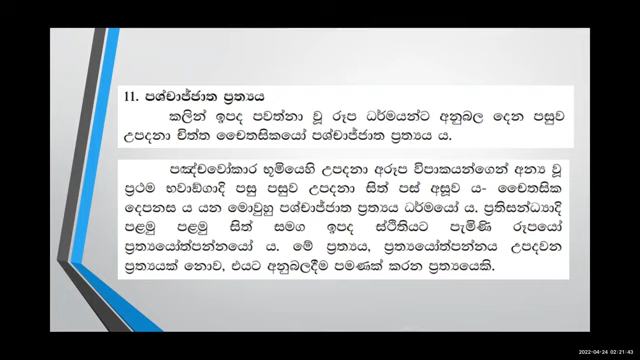 11. පශ්චාජ්ජාත ප්‍රත්‍යය
කලින් ඉපද පවත්නා වූ රූප ධර්මයන්ට අනුබල දෙන පසුව
උපදනා චිත්ත චෛතසිකයෝ පශ්චාජ්ජාත ප්‍රත්‍යය ය.
පඤ්චවෝකාර භූමියෙහි උපදනා අරූප විපාකයන්ගෙන් අන්‍ය වූ
ප්‍රථම භවාඞ්ගාදි පසු පසුව උපදනා සිත් පස් අසූව ය- චෛතසික
දෙපනස ය යන මොවුහු පශ්චාජ්ජාත ප්‍රත්‍යය ධර්මයෝ ය. ප්‍රතිසන්ධ්‍යාදි
පළමු පළමු සිත් සමග ඉපද ස්ථිතියට පැමිණි රූපයෝ
ප්‍රත්‍යයෝත්පන්නයෝ ය. මේ ප්‍රත්‍යය, ප්‍රත්‍යයෝත්පන්නය උපදවන
ප්‍රත්‍යයක් නොව, එයට අනුබලදීම පමණක් කරන ප්‍රත්‍යයෙකි.
2022-04-24 02:21:43